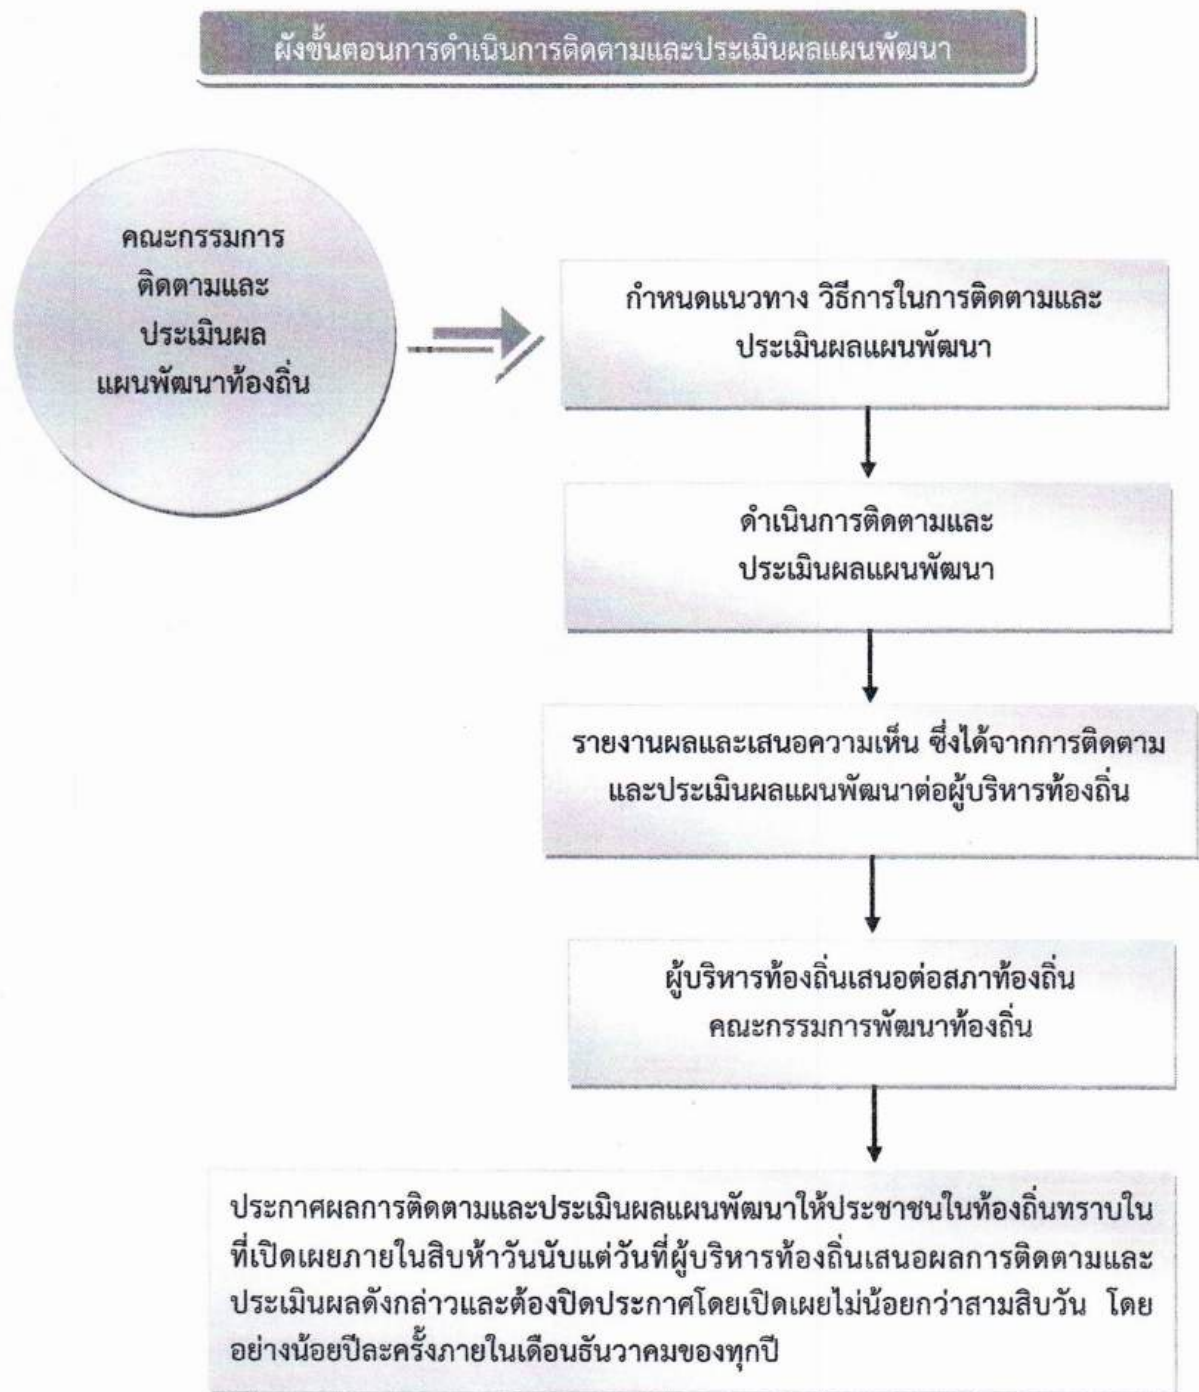 ผังขั้นตอนการดำเนินการติดตามและประเมินผลแผนพัฒนา
คณะกรรมการ
ติดตามและ
ประเมินผล
แผนพัฒนาท้องถิ่น
กำหนดแนวทาง วิธีการในการติดตามและ
ประเมินผลแผนพัฒนา
ดำเนินการติดตามและ
ประเมินผลแผนพัฒนา
รายงานผลและเสนอความเห็น ซึ่งได้จากการติดตาม
และประเมินผลแผนพัฒนาต่อผู้บริหารท้องถิ่น
ผู้บริหารท้องถิ่นเสนอต่อสภาท้องถิ่น
คณะกรรมการพัฒนาท้องถิ่น
ประกาศผลการติดตามและประเมินผลแผนพัฒนาให้ประชาชนในท้องถิ่นทราบใน
ที่เปิดเผยภายในสิบห้าวันนับแต่วันที่ผู้บริหารท้องถิ่นเสนอผลการติดตามและ
ประเมินผลดังกล่าวและต้องปิดประกาศโดยเปิดเผยไม่น้อยกว่าสามสิบวัน โดย
อย่างน้อยปีละครั้งภายในเดือนธันวาคมของทุกปี